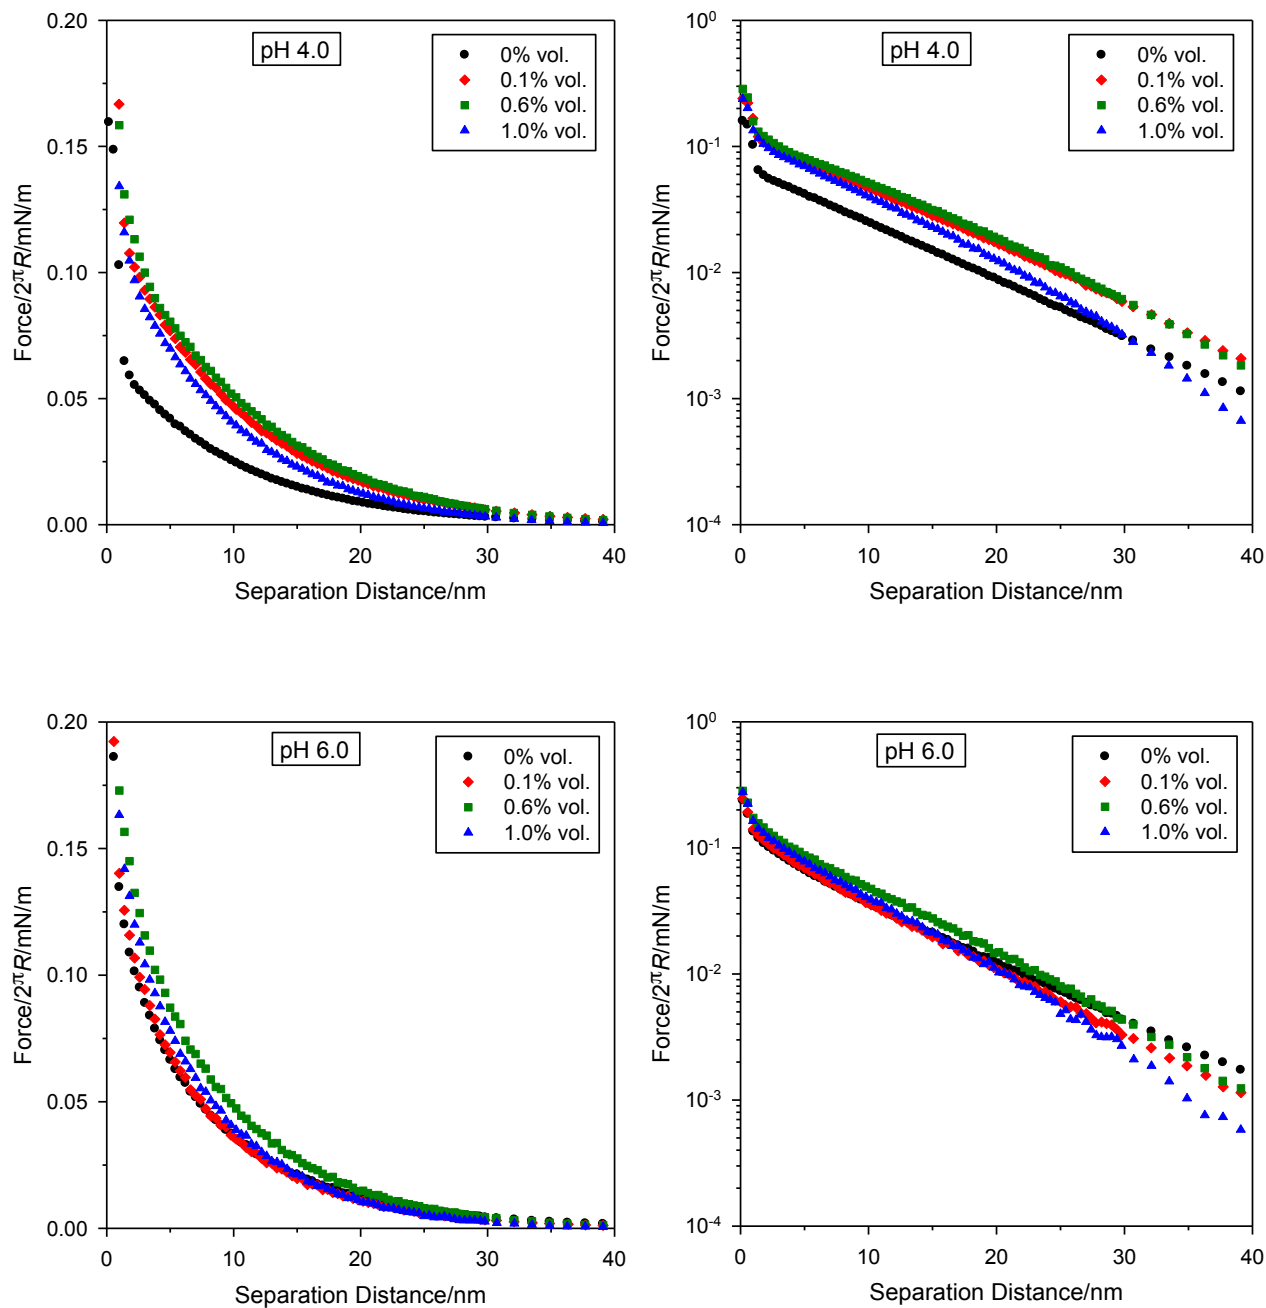 pH 4.0
0% vol.
0.1% vol.
0.6% vol.
1.0% vol.
0.20
0.15
0.10
0.05
0.00
0 10 20 30 40
Force/2πR/mN/m
Separation Distance/nm
pH 4.0
0% vol.
0.1% vol.
0.6% vol.
1.0% vol.
10⁰
10⁻¹
10⁻²
10⁻³
10⁻⁴
0 10 20 30 40
Force/2πR/mN/m
Separation Distance/nm
pH 6.0
0% vol.
0.1% vol.
0.6% vol.
1.0% vol.
0.20
0.15
0.10
0.05
0.00
0 10 20 30 40
Force/2πR/mN/m
Separation Distance/nm
pH 6.0
0% vol.
0.1% vol.
0.6% vol.
1.0% vol.
10⁰
10⁻¹
10⁻²
10⁻³
10⁻⁴
0 10 20 30 40
Force/2πR/mN/m
Separation Distance/nm